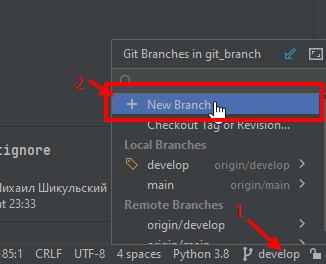 Git Branches in git_branch
2
+ New Branch
Checkout Tag or Revision...
tignore
Local Branches
develop origin/develop
main origin/main
Михаил Шикульский
at 23:33
Remote Branches
origin/develop
origin/main
1
185:1 CRLF UTF-8 4 spaces Python 3.8 develop